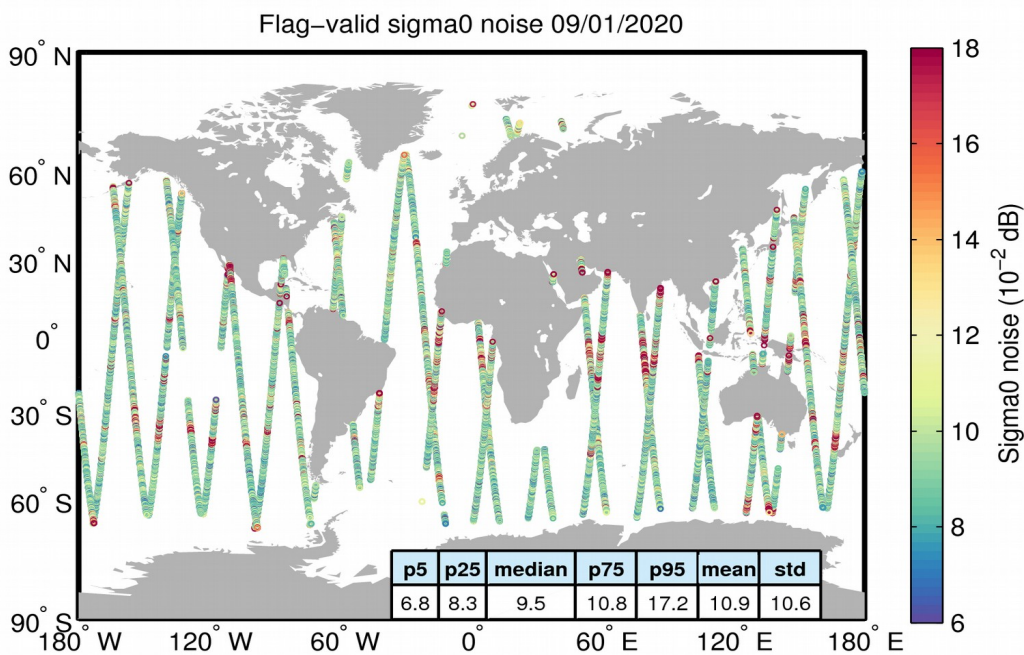 Flag−valid sigma0 noise 09/01/2020
90° N
60° N
30° N
0°
30° S
60° S
90° S
180° W
120° W
60° W
0°
60° E
120° E
180° E
p5 p25 median p75 p95 mean std
6.8 8.3 9.5 10.8 17.2 10.9 10.6
18
16
14
12
10
8
6
Sigma0 noise (10⁻² dB)